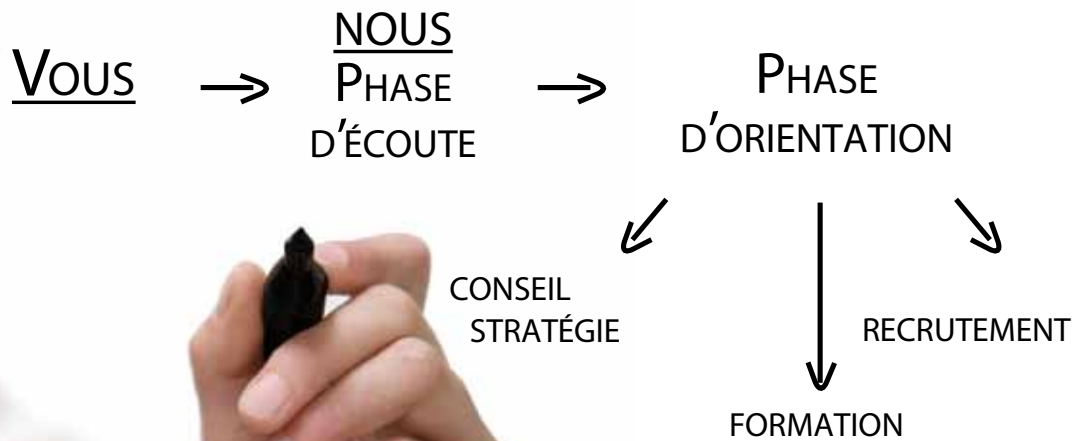 VOUS
NOUS
PHASE
D'ÉCOUTE
PHASE
D'ORIENTATION
CONSEIL
STRATÉGIE
RECRUTEMENT
FORMATION